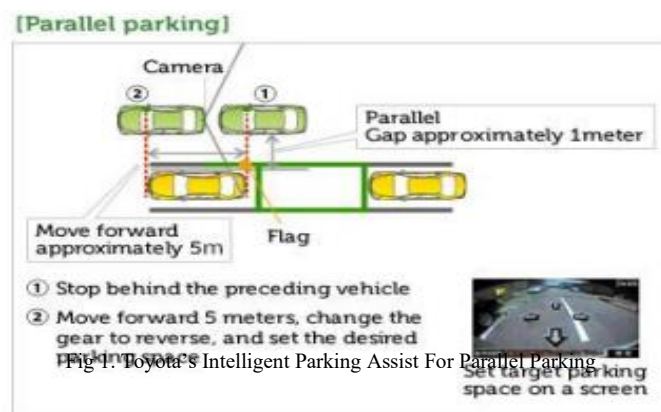 [Parallel parking]
Camera
② ①
Parallel
Gap approximately 1meter
Move forward
approximately 5m
Flag
① Stop behind the preceding vehicle
② Move forward 5 meters, change the
gear to reverse, and set the desired
parking space
Fig 1. Toyota's Intelligent Parking Assist For Parallel Parking
Set target parking
space on a screen